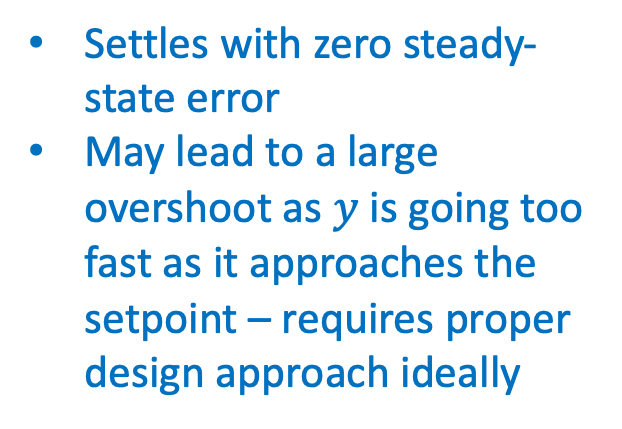 • Settles with zero steady-
state error
• May lead to a large
overshoot as y is going too
fast as it approaches the
setpoint – requires proper
design approach ideally